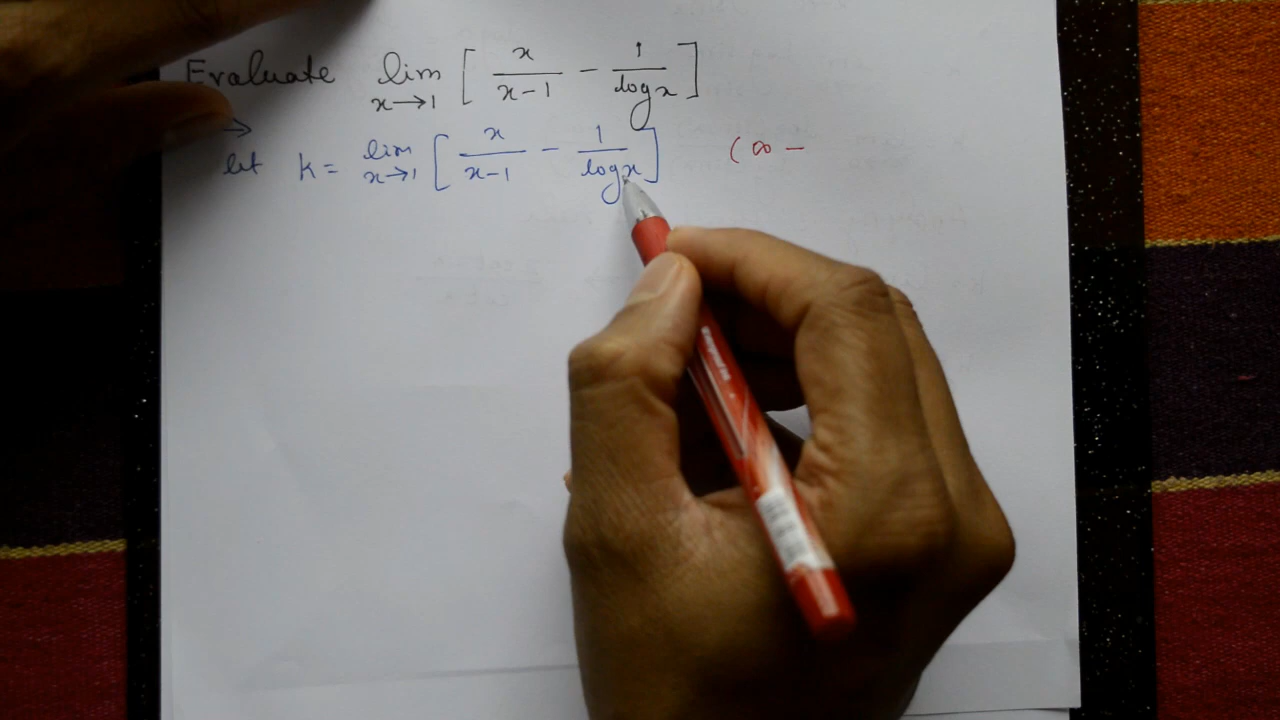 Evaluate lim x→1 [ x/(x-1) - 1/log x ]
⇒
let k = lim x→1 [ x/(x-1) - 1/log x ] ( ∞ -